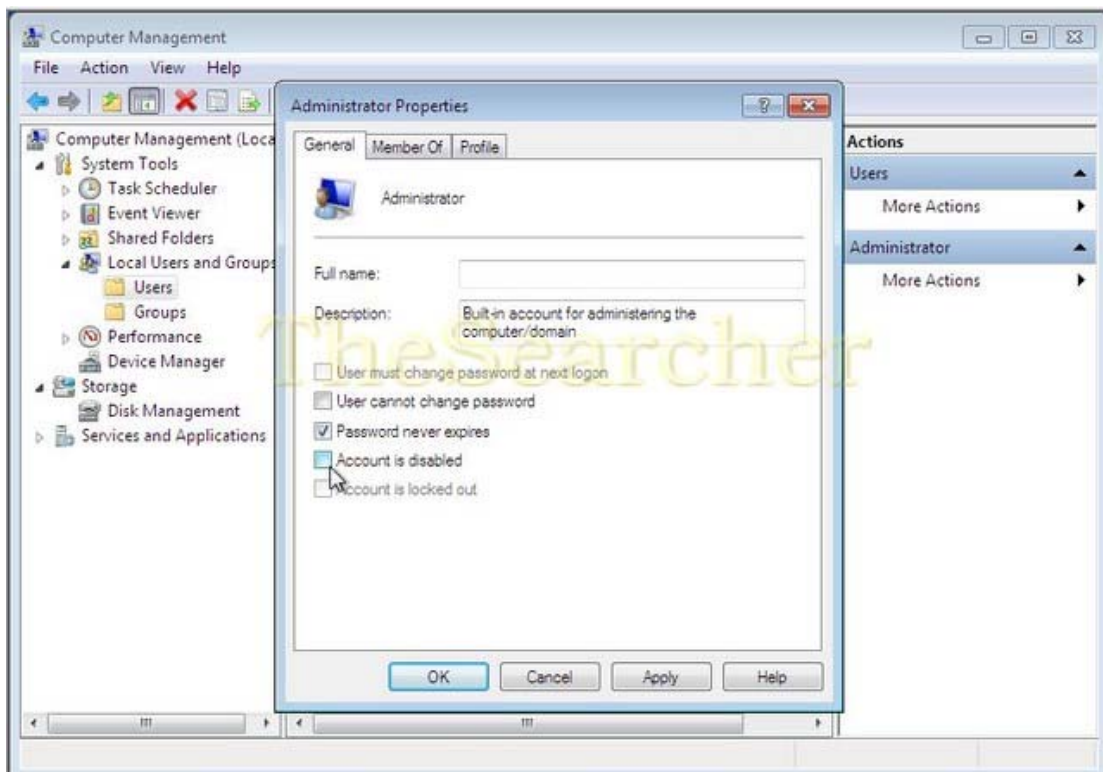 Computer Management
File Action View Help
Computer Management (Loca
System Tools
Task Scheduler
Event Viewer
Shared Folders
Local Users and Groups
Users
Groups
Performance
Device Manager
Storage
Disk Management
Services and Applications
Administrator Properties
General Member Of Profile
Administrator
Full name:
Description: Built-in account for administering the
computer/domain
User must change password at next logon
User cannot change password
Password never expires
Account is disabled
Account is locked out
OK Cancel Apply Help
Actions
Users
More Actions
Administrator
More Actions
TheSearcher